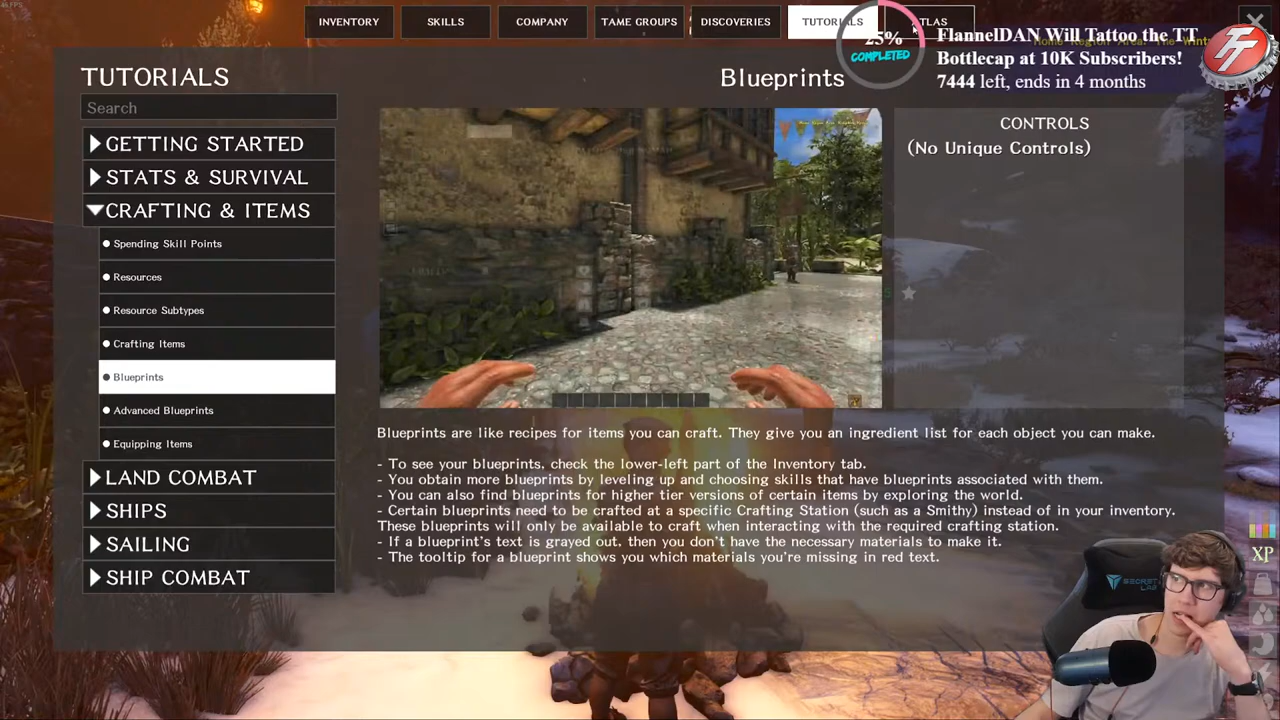 INVENTORY
SKILLS
COMPANY
TAME GROUPS
DISCOVERIES
TUTORIALS
ATLAS
25%
COMPLETED
FlannelDAN Will Tattoo the TT
Bottlecap at 10K Subscribers!
7444 left, ends in 4 months
TUTORIALS
Search
GETTING STARTED
STATS & SURVIVAL
CRAFTING & ITEMS
Spending Skill Points
Resources
Resource Subtypes
Crafting Items
Blueprints
Advanced Blueprints
Equipping Items
LAND COMBAT
SHIPS
SAILING
SHIP COMBAT
Blueprints
CONTROLS
(No Unique Controls)
Blueprints are like recipes for items you can craft. They give you an ingredient list for each object you can make.
- To see your blueprints, check the lower-left part of the Inventory tab.
- You obtain more blueprints by leveling up and choosing skills that have blueprints associated with them.
- You can also find blueprints for higher tier versions of certain items by exploring the world.
- Certain blueprints need to be crafted at a specific Crafting Station (such as a Smithy) instead of in your inventory.
These blueprints will only be available to craft when interacting with the required crafting station.
- If a blueprint's text is grayed out, then you don't have the necessary materials to make it.
- The tooltip for a blueprint shows you which materials you're missing in red text.
XP